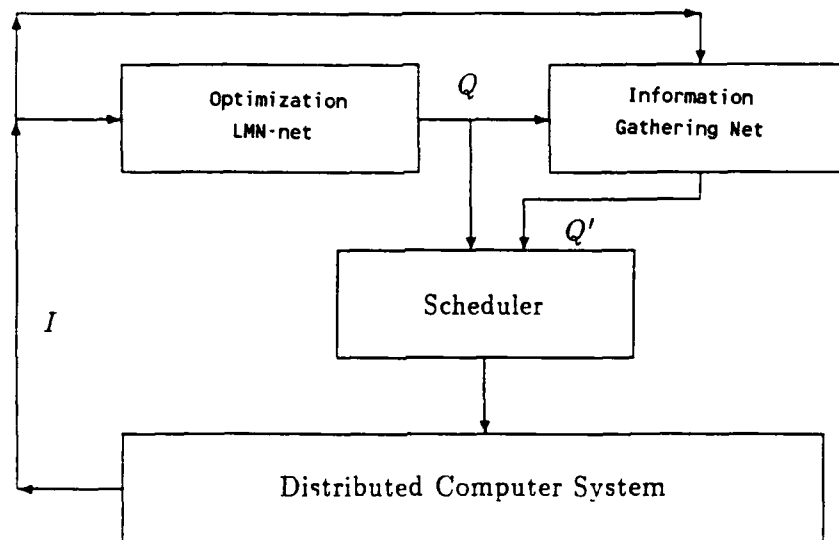 Optimization
LMN-net
Q
Information
Gathering Net
Q'
Scheduler
I
Distributed Computer System